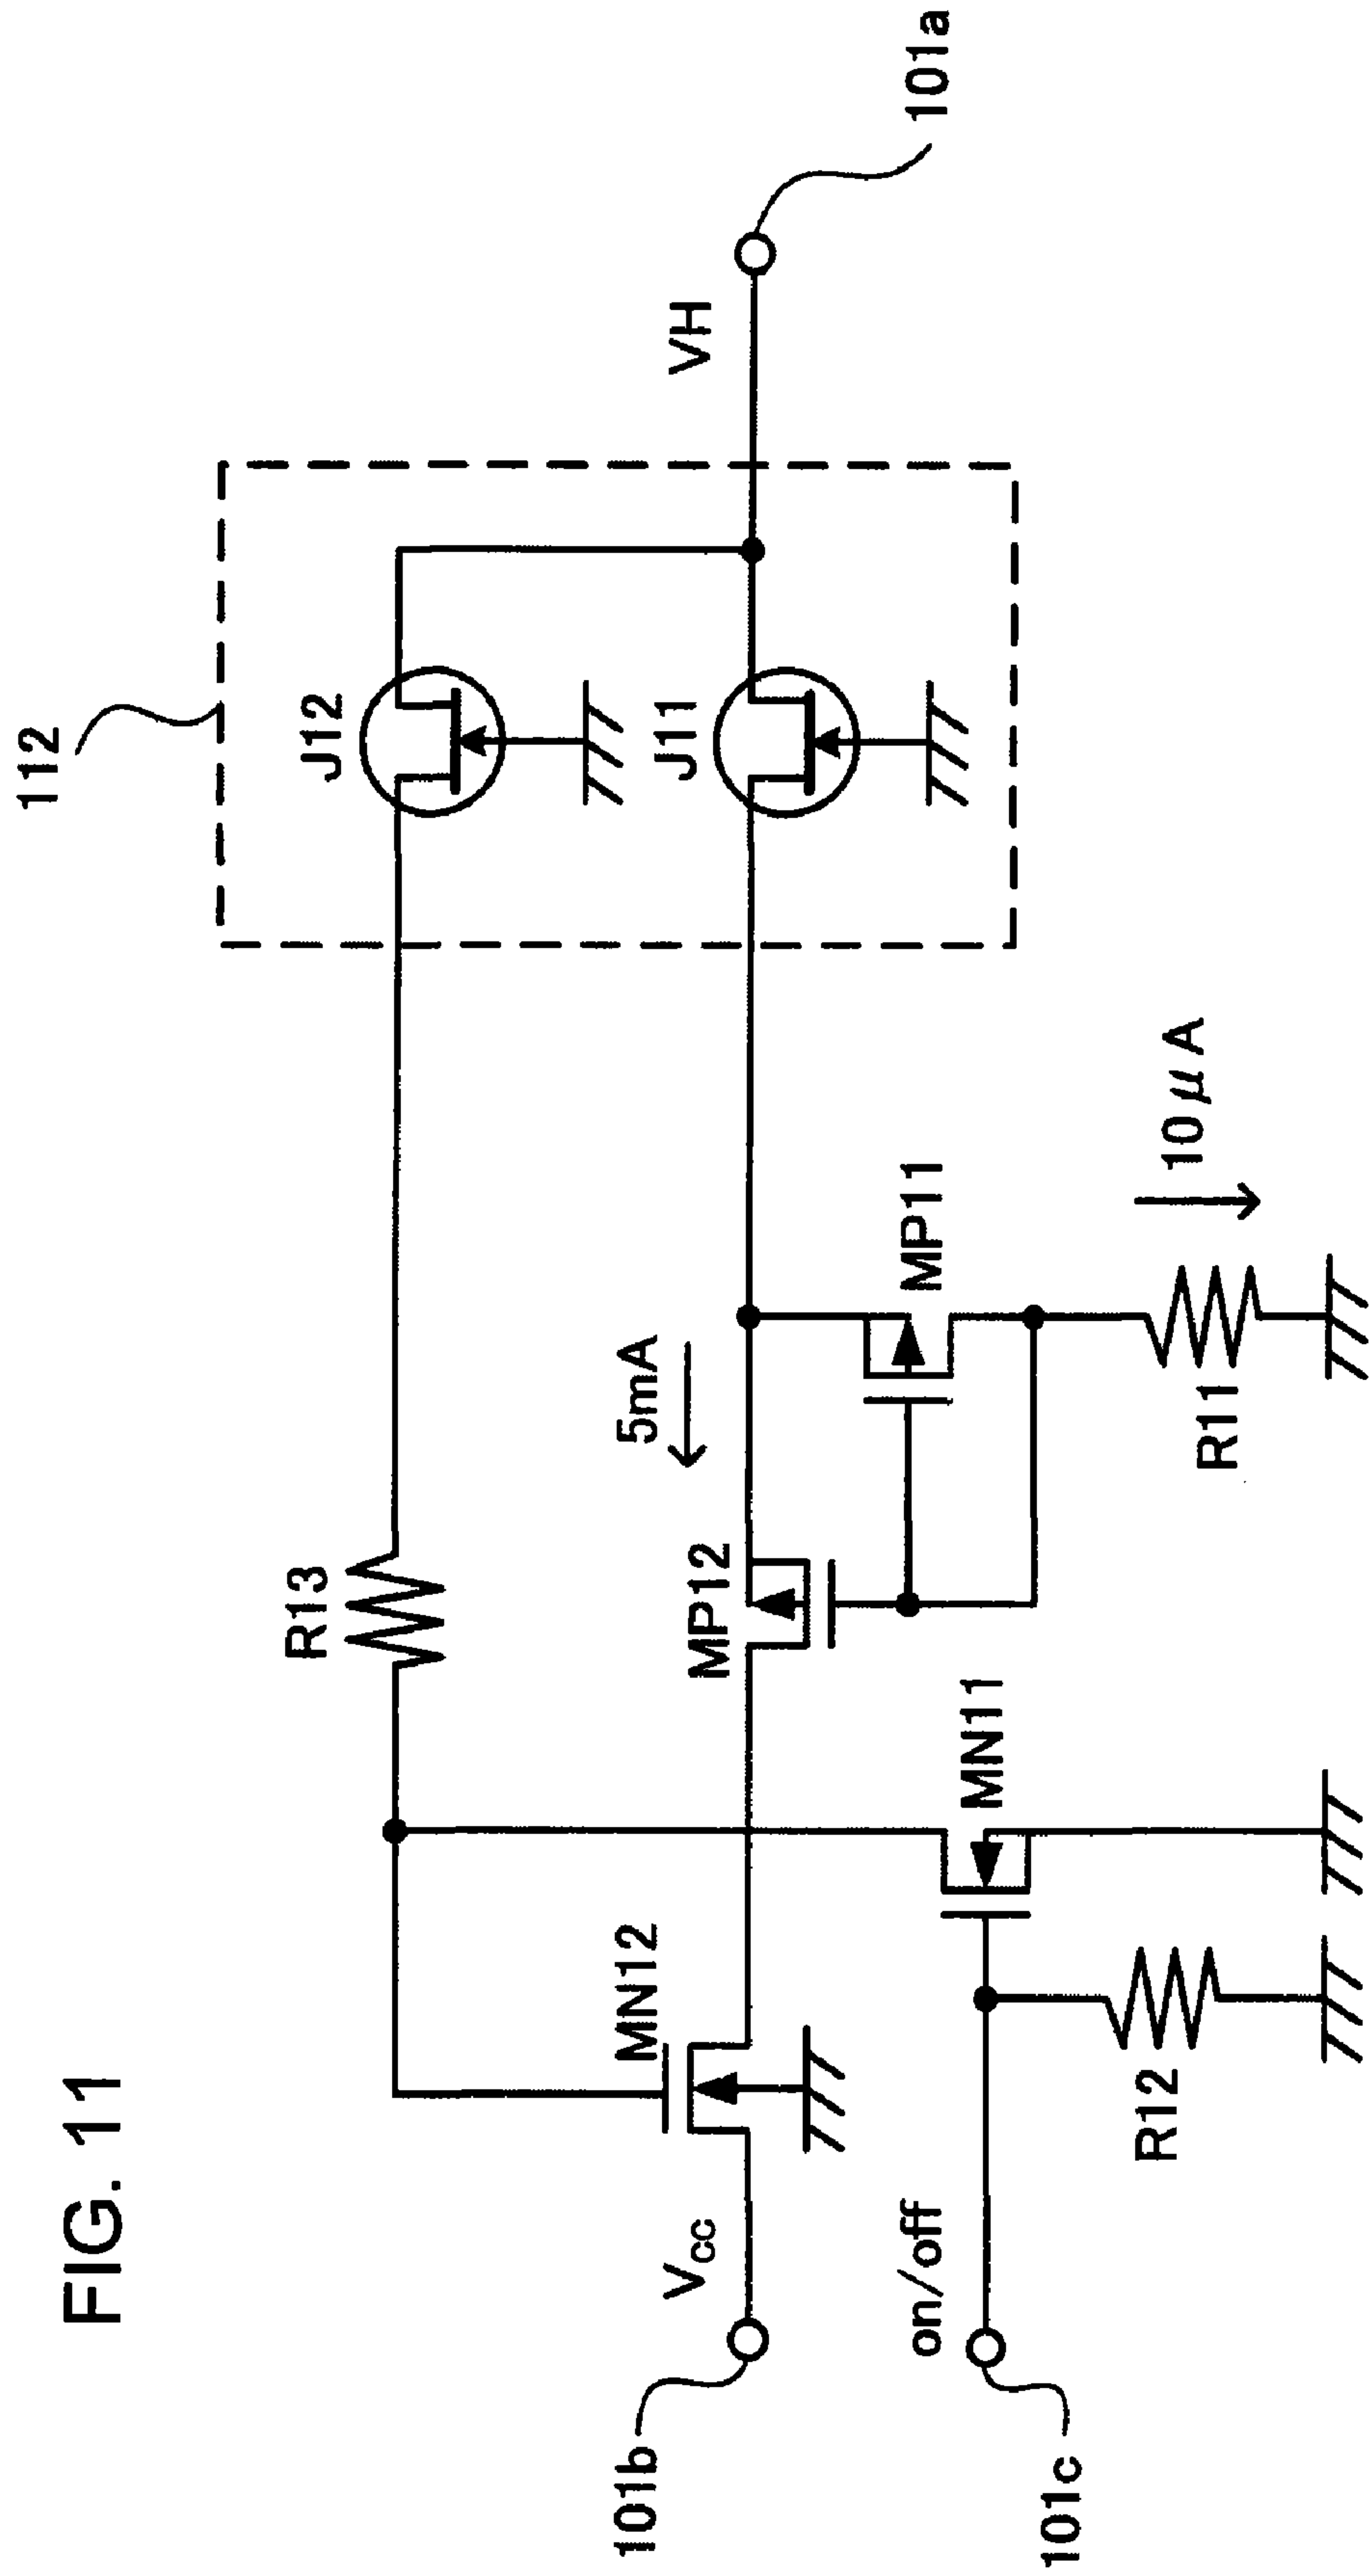 FIG. 11
112
J12
J11
VH
101a
R13
5mA
MP12
MP11
10μA
R11
MN12
MN11
R12
Vcc
on/off
101b
101c